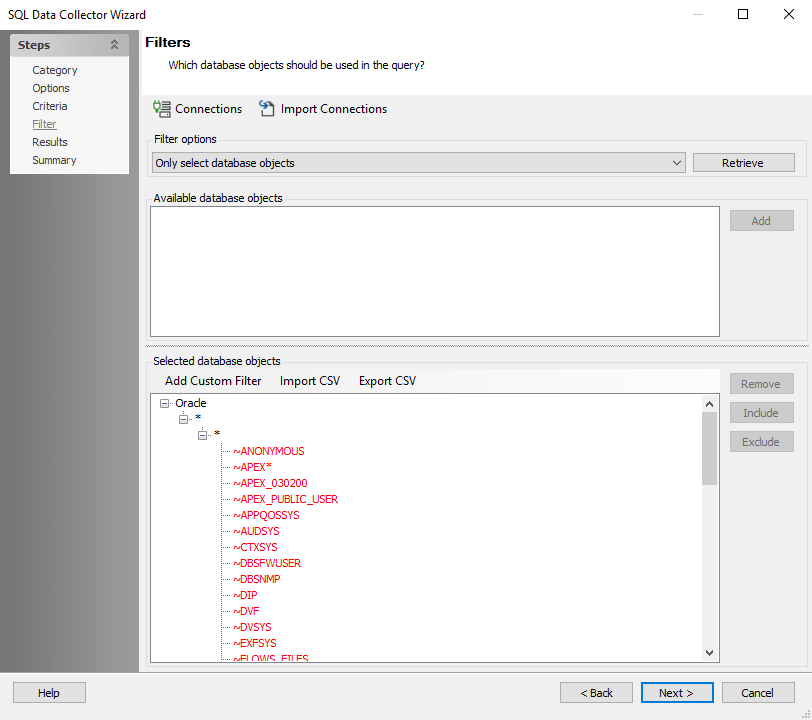 SQL Data Collector Wizard
Steps
Category
Options
Criteria
Filter
Results
Summary
Filters
Which database objects should be used in the query?
Connections
Import Connections
Filter options
Only select database objects
Retrieve
Available database objects
Add
Selected database objects
Add Custom Filter
Import CSV
Export CSV
Remove
Include
Exclude
Oracle
*
*
~ANONYMOUS
~APEX*
~APEX_030200
~APEX_PUBLIC_USER
~APPQOSSYS
~AUDSYS
~CTXSYS
~DBSFWUSER
~DBSNMP
~DIP
~DVF
~DVSYS
~EXFSYS
~FLOWS_FILES
Help
< Back
Next >
Cancel